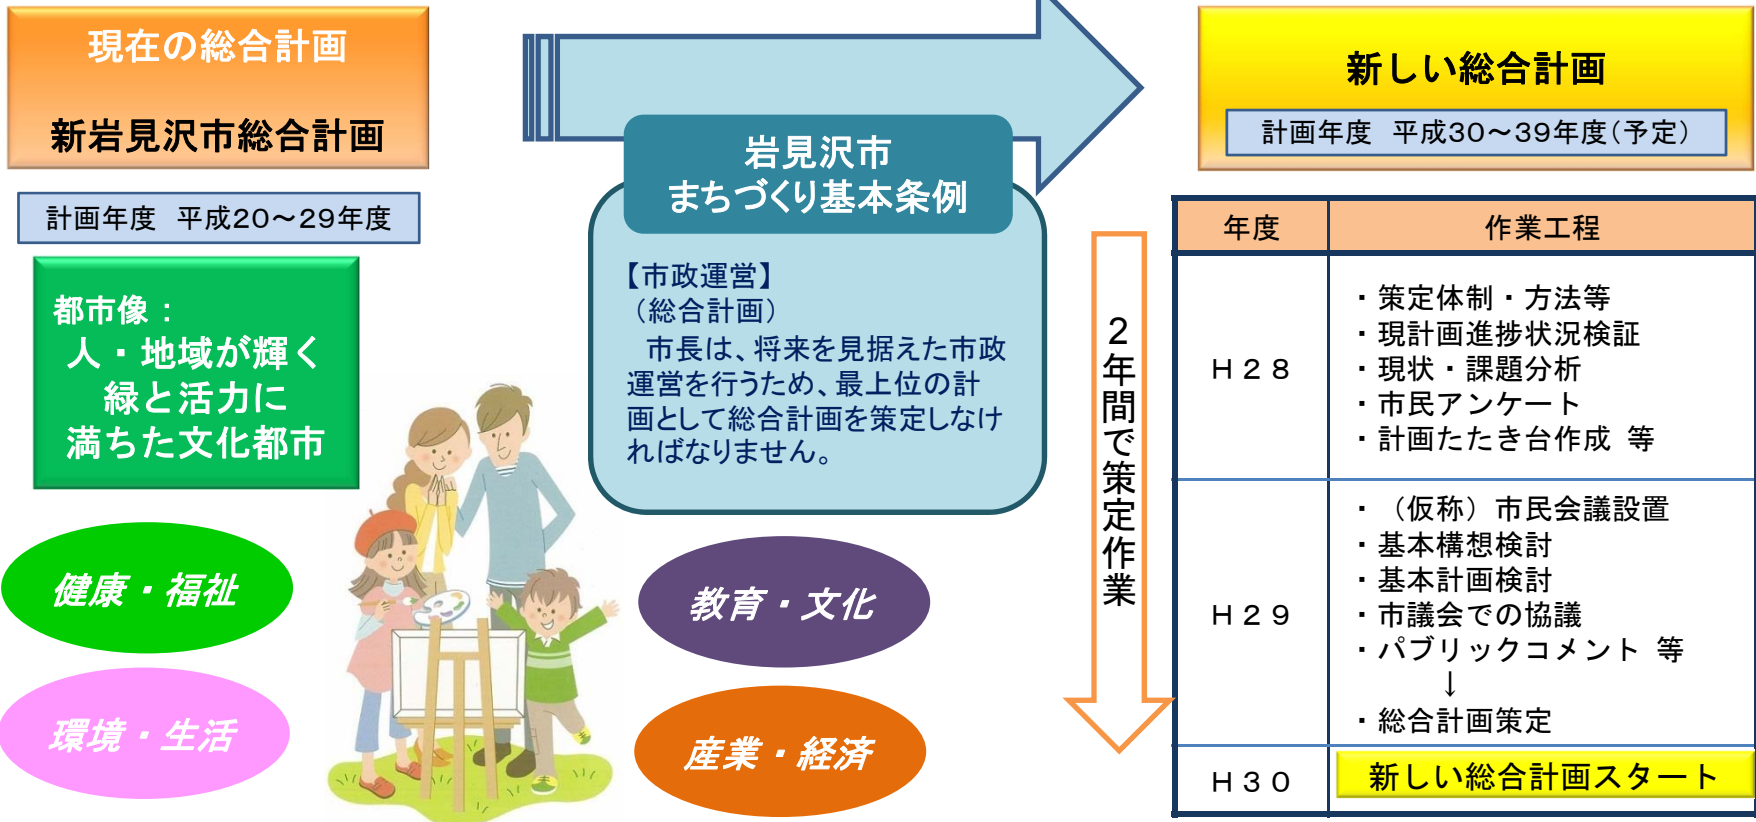 現在の総合計画
新岩見沢市総合計画
計画年度　平成20～29年度
都市像：
人・地域が輝く
緑と活力に
満ちた文化都市
健康・福祉
環境・生活
岩見沢市
まちづくり基本条例
【市政運営】
（総合計画）
　市長は、将来を見据えた市政
運営を行うため、最上位の計
画として総合計画を策定しなけ
ればなりません。
教育・文化
産業・経済
新しい総合計画
計画年度　平成30～39年度（予定）
2年間で策定作業
年度　作業工程
H28
・策定体制・方法等
・現計画進捗状況検証
・現状・課題分析
・市民アンケート
・計画たたき台作成 等
H29
・（仮称）市民会議設置
・基本構想検討
・基本計画検討
・市議会での協議
・パブリックコメント 等
↓
・総合計画策定
H30　新しい総合計画スタート